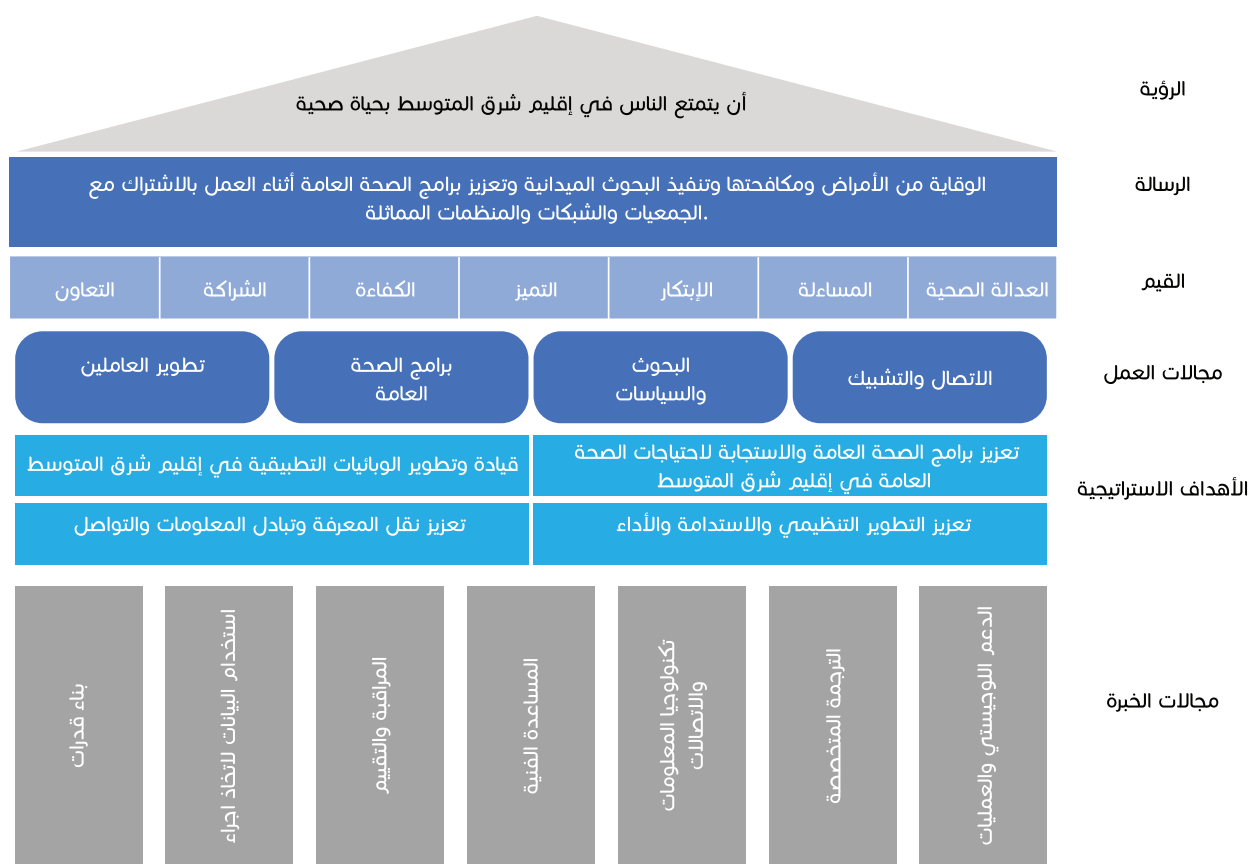 الرؤية
أن يتمتع الناس في إقليم شرق المتوسط بحياة صحية
الرسالة
الوقاية من الأمراض ومكافحتها وتنفيذ البحوث الميدانية وتعزيز برامج الصحة العامة أثناء العمل بالاشتراك مع
الجمعيات والشبكات والمنظمات المماثلة.
القيم
العدالة الصحية
المساءلة
الإبتكار
التميز
الكفاءة
الشراكة
التعاون
مجالات العمل
الاتصال والتشبيك
البحوث
والسياسات
برامج الصحة
العامة
تطوير العاملين
الأهداف الاستراتيجية
تعزيز برامج الصحة العامة والاستجابة لاحتياجات الصحة
العامة في إقليم شرق المتوسط
قيادة وتطوير الوبائيات التطبيقية في إقليم شرق المتوسط
تعزيز التطوير التنظيمي والاستدامة والأداء
تعزيز نقل المعرفة وتبادل المعلومات والتواصل
مجالات الخبرة
الدعم اللوجيستي والعمليات
الترجمة المتخصصة
تكنولوجيا المعلومات
والاتصالات
المساعدة الفنية
المراقبة والتقييم
استخدام البيانات لاتخاذ اجراء
بناء قدرات